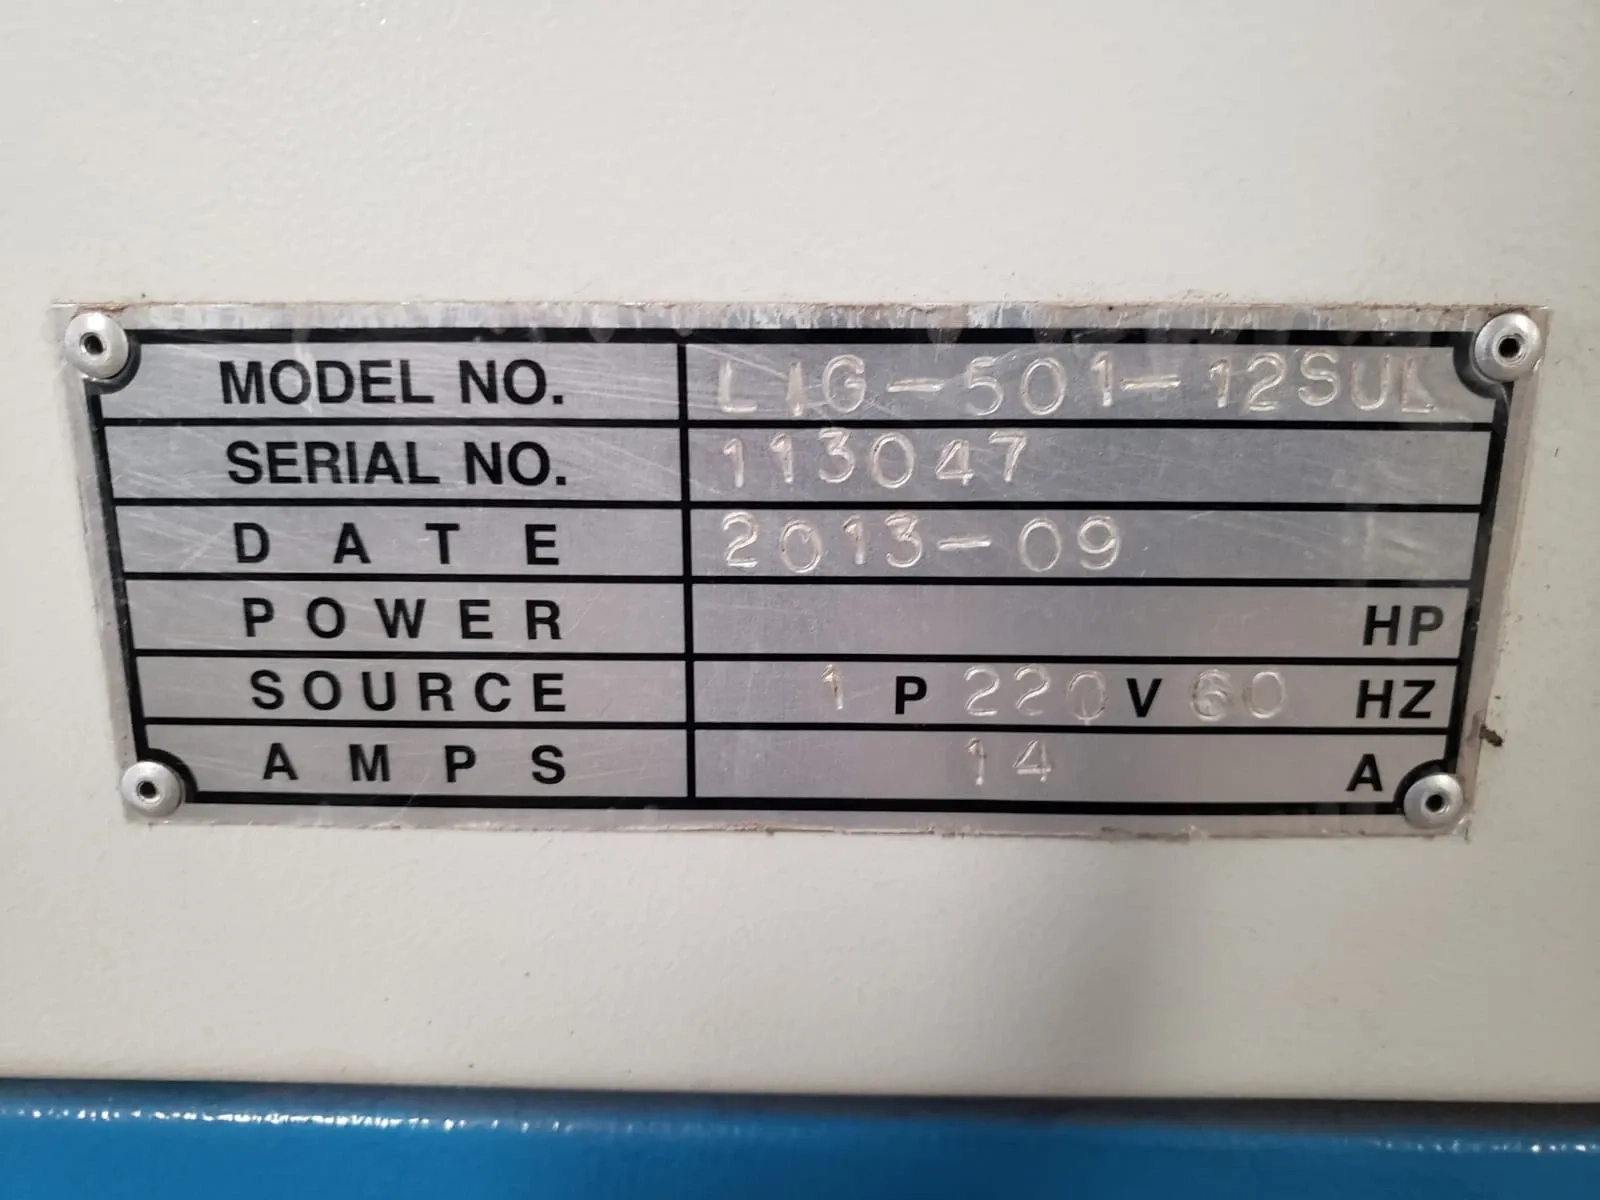 MODEL NO. LIG-501-12SUL
SERIAL NO. 113047
DATE 2013-09
POWER HP
SOURCE 1 P 220 V 60 HZ
AMPS 14 A